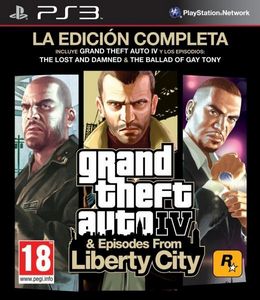 PS3
PlayStation®Network
LA EDICIÓN COMPLETA
INCLUYE GRAND THEFT AUTO IV Y LOS EPISODIOS:
THE LOST AND DAMNED & THE BALLAD OF GAY TONY
grand
theft
auto IV
& Episodes From
Liberty City
18
www.pegi.info
R